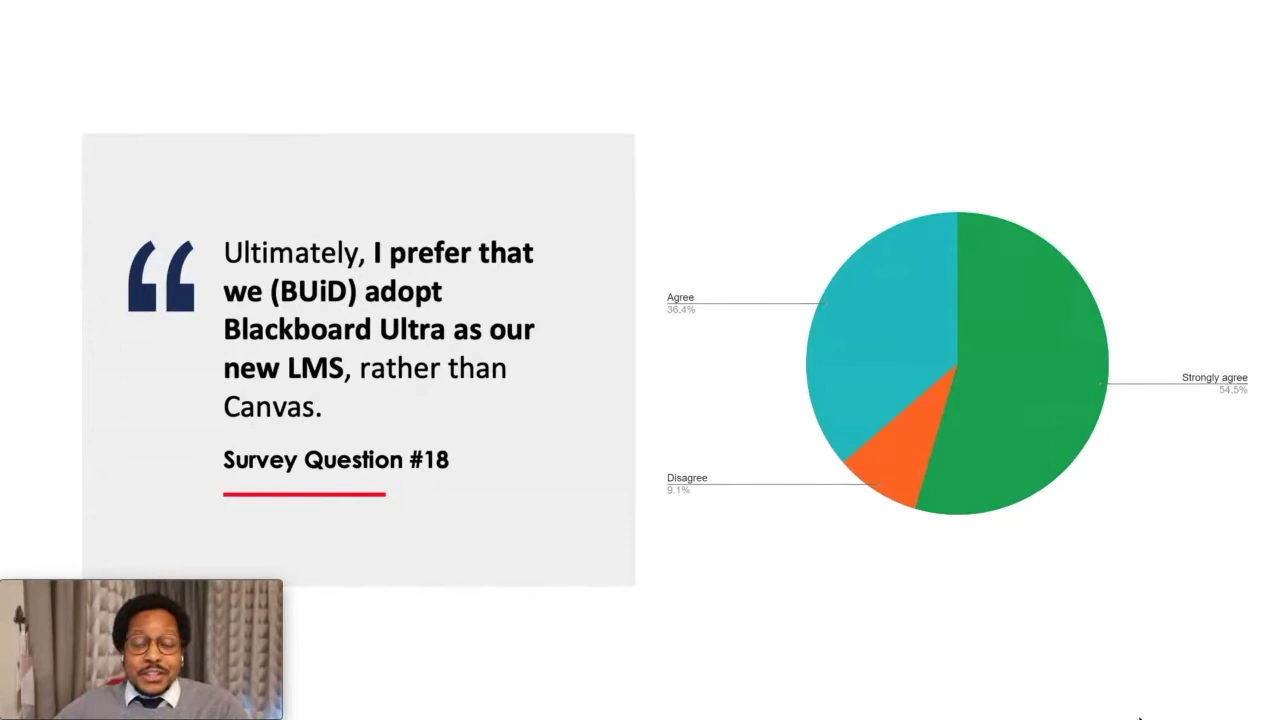 Ultimately, I prefer that
we (BUiD) adopt
Blackboard Ultra as our
new LMS, rather than
Canvas.
Survey Question #18
Agree
36.4%
Strongly agree
54.5%
Disagree
9.1%